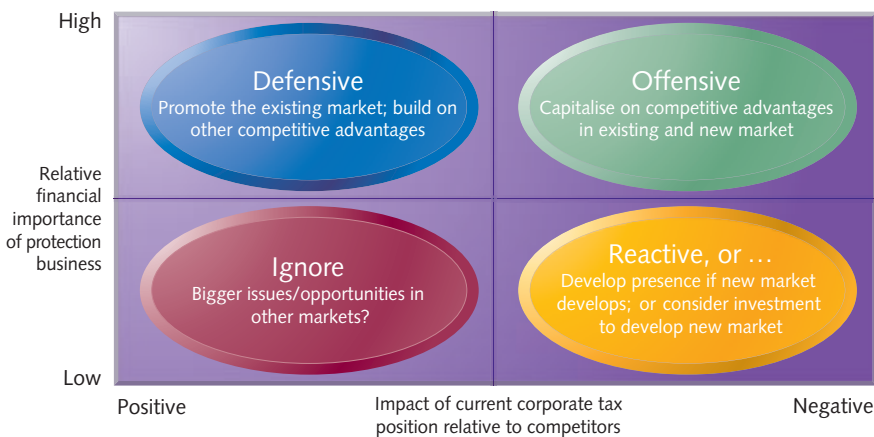 High
Defensive
Promote the existing market; build on
other competitive advantages
Offensive
Capitalise on competitive advantages
in existing and new market
Relative
financial
importance
of protection
business
Ignore
Bigger issues/opportunities in
other markets?
Reactive, or …
Develop presence if new market
develops; or consider investment
to develop new market
Low
Positive
Impact of current corporate tax
position relative to competitors
Negative